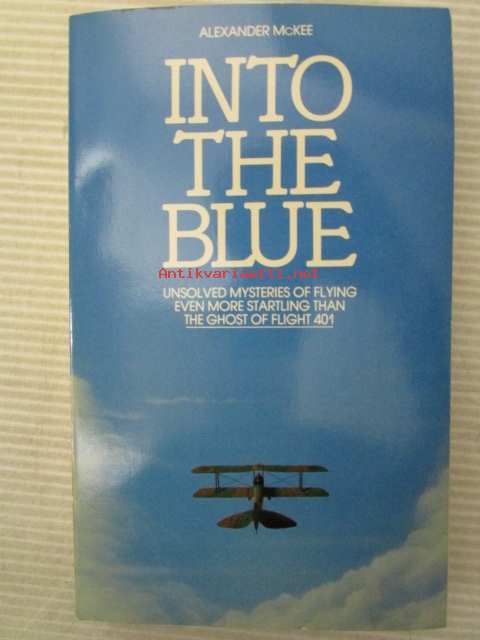 ALEXANDER McKEE
INTO
THE
BLUE
Antikvariaatti.net
UNSOLVED MYSTERIES OF FLYING
EVEN MORE STARTLING THAN
THE GHOST OF FLIGHT 401